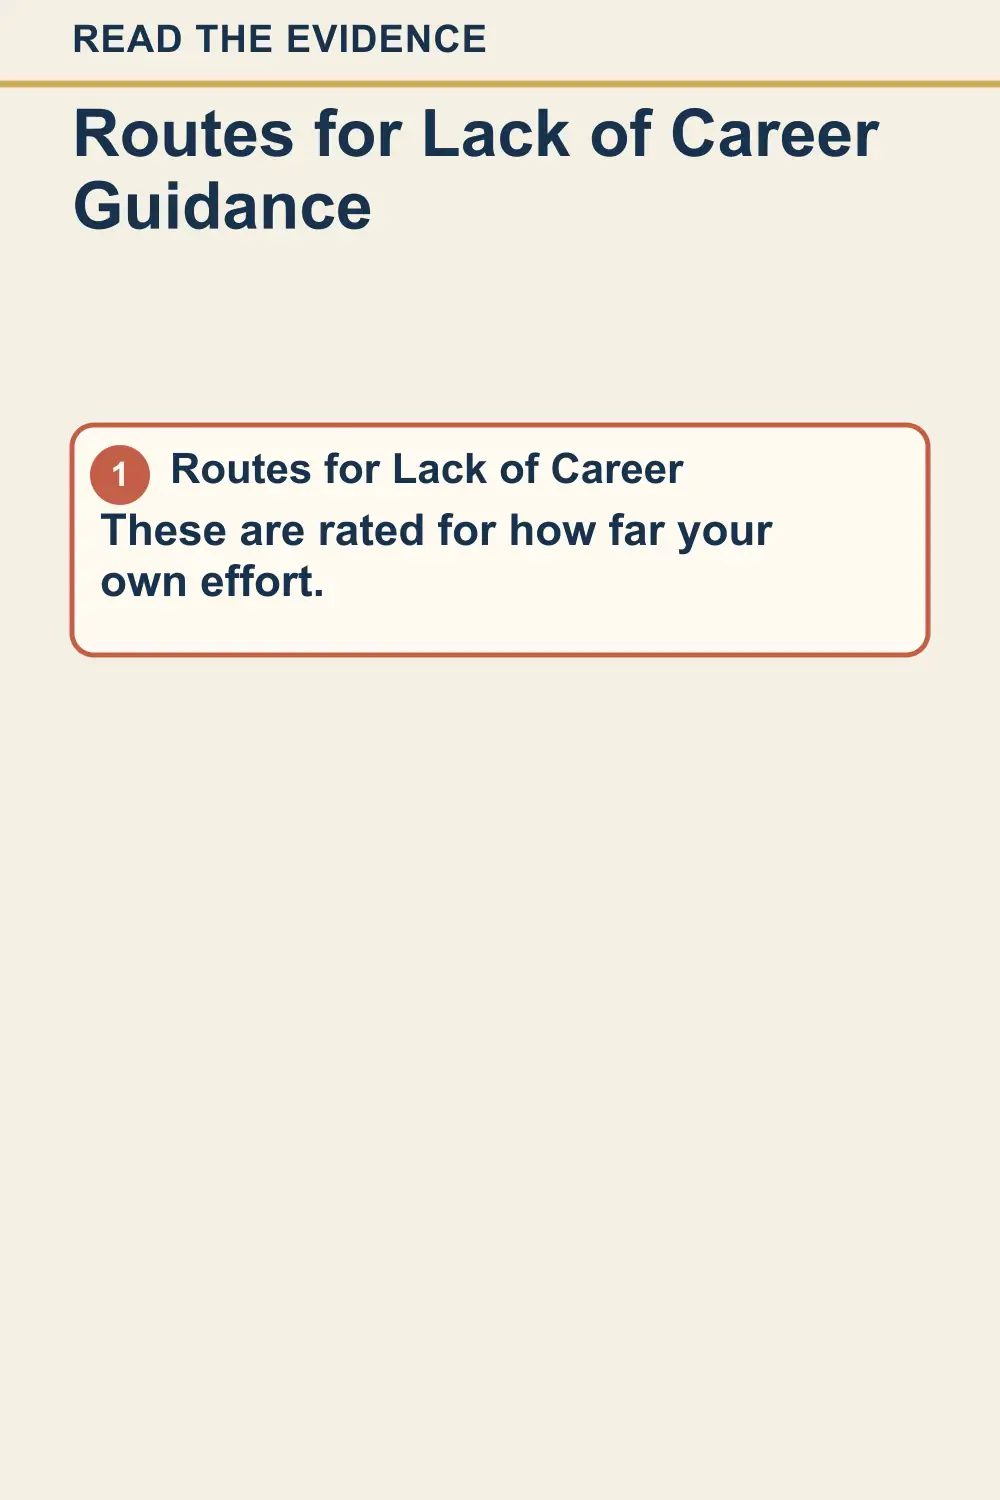 READ THE EVIDENCE
Routes for Lack of Career
Guidance
1 Routes for Lack of Career
These are rated for how far your
own effort.